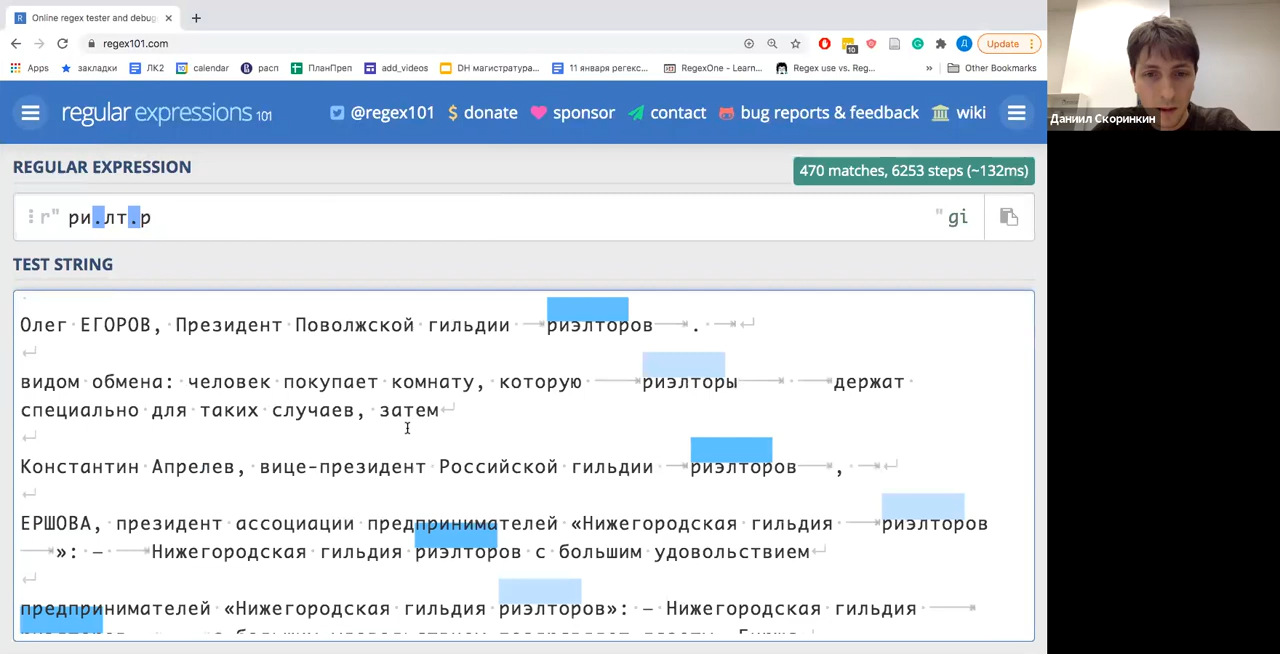 R Online regex tester and debug × +
regex101.com
Update
10
Д
Apps закладки ЛК2 calendar расп ПланПреп add_videos DH магистратура... 11 января регекс... RegexOne - Learn... Regex use vs. Reg... » Other Bookmarks
regular expressions 101 @regex101 $ donate sponsor contact bug reports & feedback wiki
Даниил Скоринкин
REGULAR EXPRESSION
470 matches, 6253 steps (~132ms)
r" ри.лт.р " gi
TEST STRING
Олег ЕГОРОВ, Президент Поволжской гильдии риэлторов .
видом обмена: человек покупает комнату, которую риэлторы держат
специально для таких случаев, затем
Константин Апрелев, вице-президент Российской гильдии риэлторов ,
ЕРШОВА, президент ассоциации предпринимателей «Нижегородская гильдия риэлторов
»: — Нижегородская гильдия риэлторов с большим удовольствием
предпринимателей «Нижегородская гильдия риэлторов»: — Нижегородская гильдия